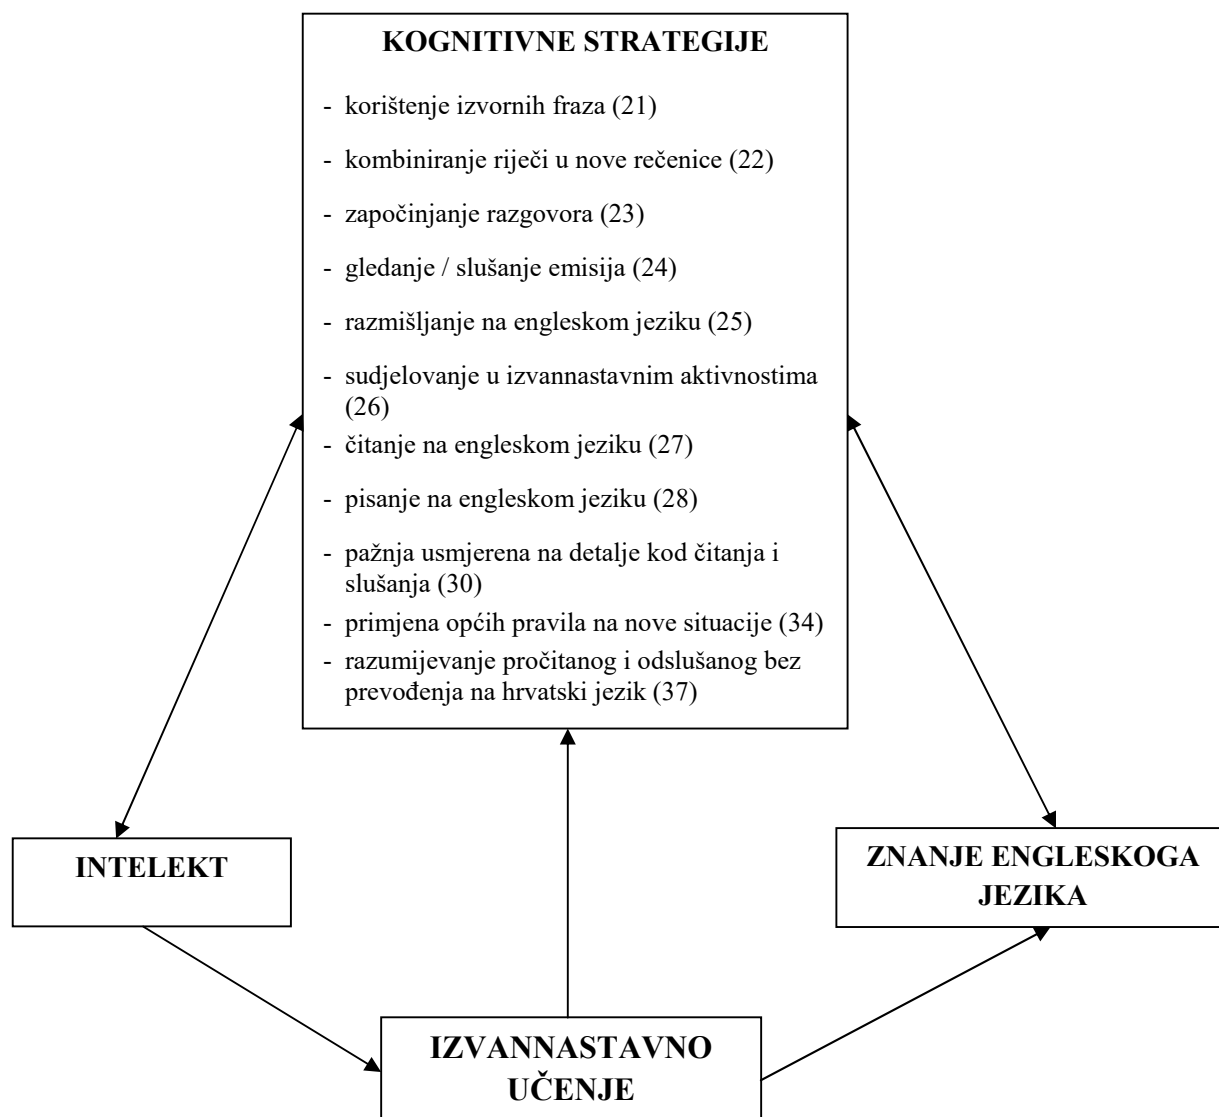 KOGNITIVNE STRATEGIJE
- korištenje izvornih fraza (21)
- kombiniranje riječi u nove rečenice (22)
- započinjanje razgovora (23)
- gledanje / slušanje emisija (24)
- razmišljanje na engleskom jeziku (25)
- sudjelovanje u izvannastavnim aktivnostima
(26)
- čitanje na engleskom jeziku (27)
- pisanje na engleskom jeziku (28)
- pažnja usmjerena na detalje kod čitanja i
slušanja (30)
- primjena općih pravila na nove situacije (34)
- razumijevanje pročitanog i odslušanog bez
prevođenja na hrvatski jezik (37)
INTELEKT
ZNANJE ENGLESKOGA
JEZIKA
IZVANNASTAVNO
UČENJE